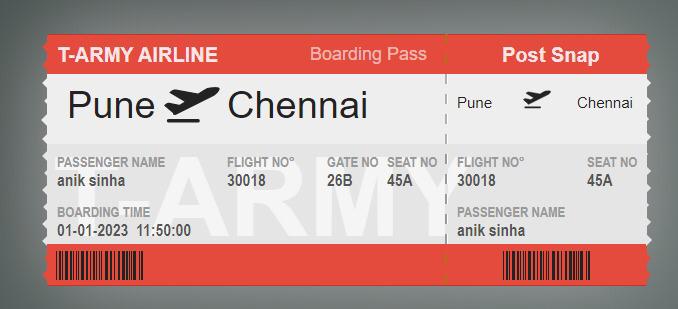 T-ARMY AIRLINE Boarding Pass
Pune Chennai
PASSENGER NAME FLIGHT NO° GATE NO SEAT NO
anik sinha 30018 26B 45A
BOARDING TIME
01-01-2023 11:50:00
T-ARMY
Post Snap
Pune Chennai
FLIGHT NO° SEAT NO
30018 45A
PASSENGER NAME
anik sinha